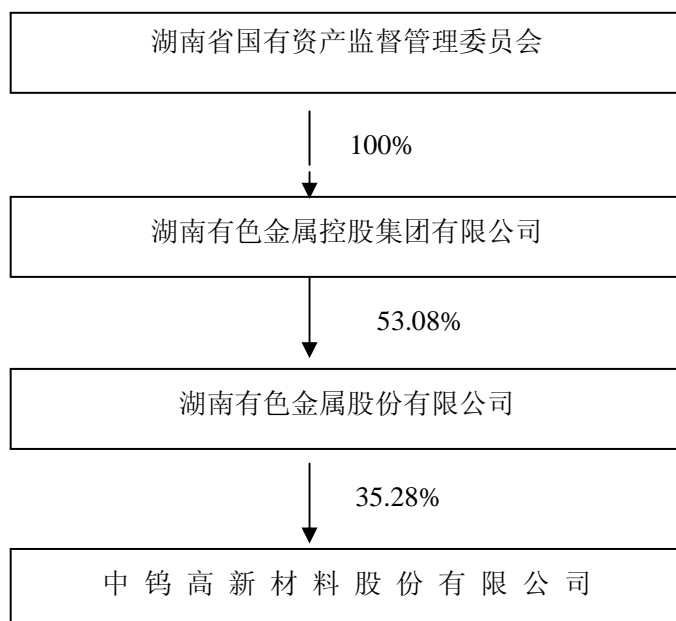 湖南省国有资产监督管理委员会
100%
湖南有色金属控股集团有限公司
53.08%
湖南有色金属股份有限公司
35.28%
中钨高新材料股份有限公司